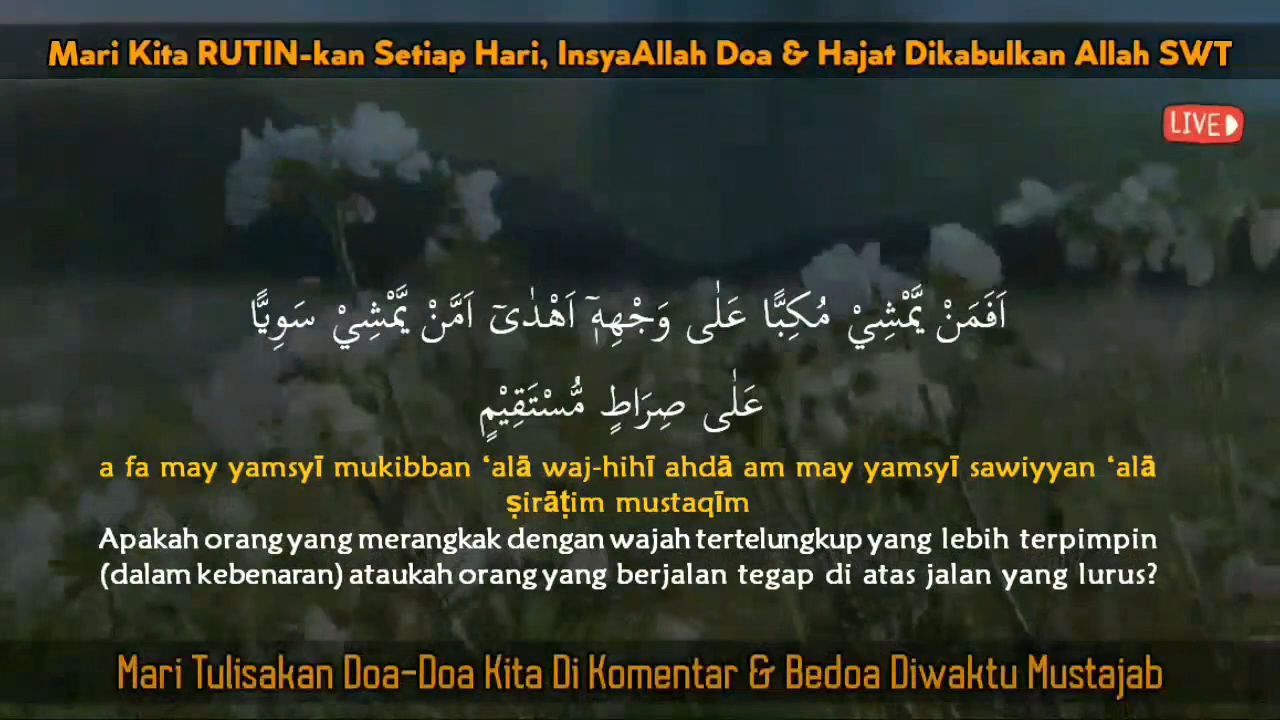 Mari Kita RUTIN-kan Setiap Hari, InsyaAllah Doa & Hajat Dikabulkan Allah SWT
LIVE
اَفَمَنْ يَّمْشِيْ مُكِبًّا عَلٰى وَجْهِهٖٓ اَهْدٰىٓ اَمَّنْ يَّمْشِيْ سَوِيًّا
عَلٰى صِرَاطٍ مُّسْتَقِيْمٍ
a fa may yamsyī mukibban ‘alā waj-hihī ahdā am may yamsyī sawiyyan ‘alā
ṣirāṭim mustaqīm
Apakah orang yang merangkak dengan wajah tertelungkup yang lebih terpimpin
(dalam kebenaran) ataukah orang yang berjalan tegap di atas jalan yang lurus?
Mari Tulisakan Doa-Doa Kita Di Komentar & Bedoa Diwaktu Mustajab